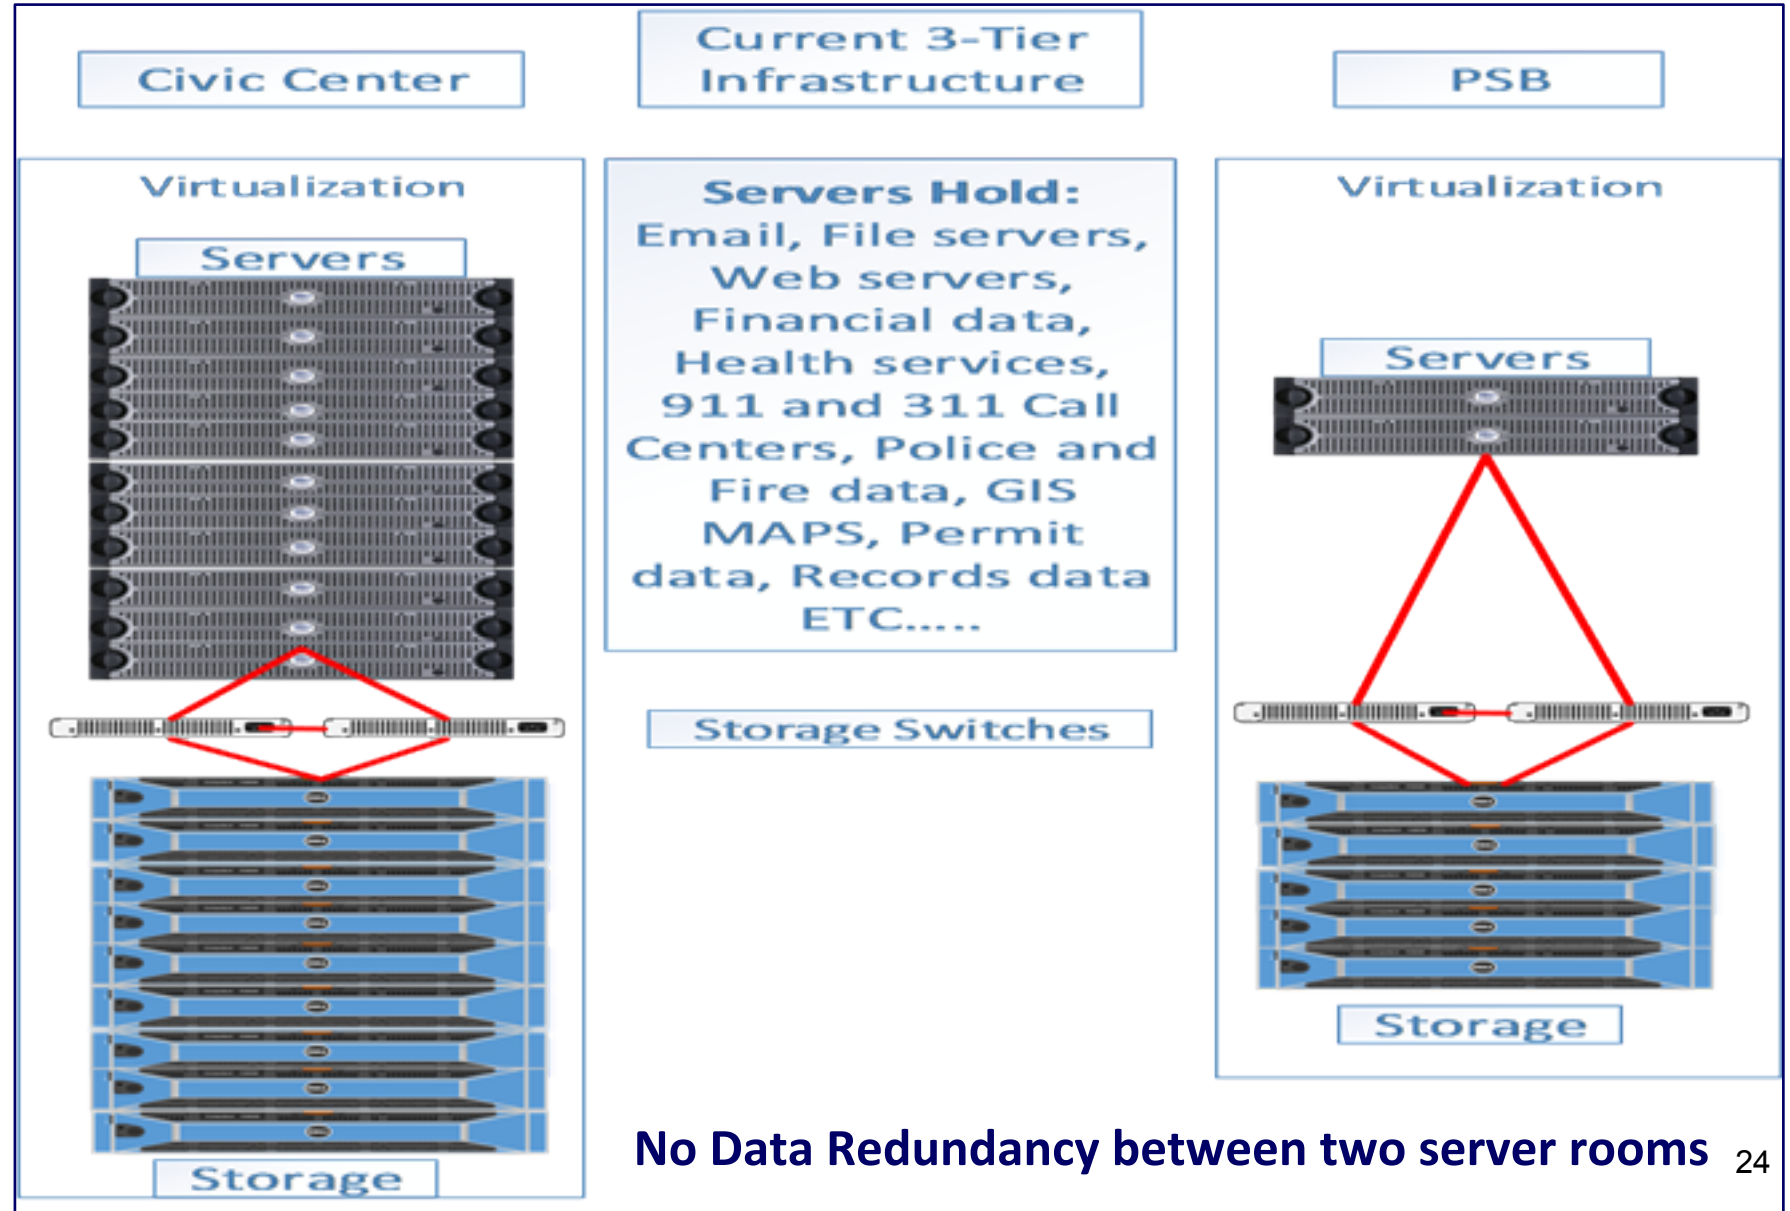 Civic Center
Current 3-Tier
Infrastructure
PSB
Virtualization
Servers
Storage
Servers Hold:
Email, File servers,
Web servers,
Financial data,
Health services,
911 and 311 Call
Centers, Police and
Fire data, GIS
MAPS, Permit
data, Records data
ETC.....
Storage Switches
Virtualization
Servers
Storage
No Data Redundancy between two server rooms
24